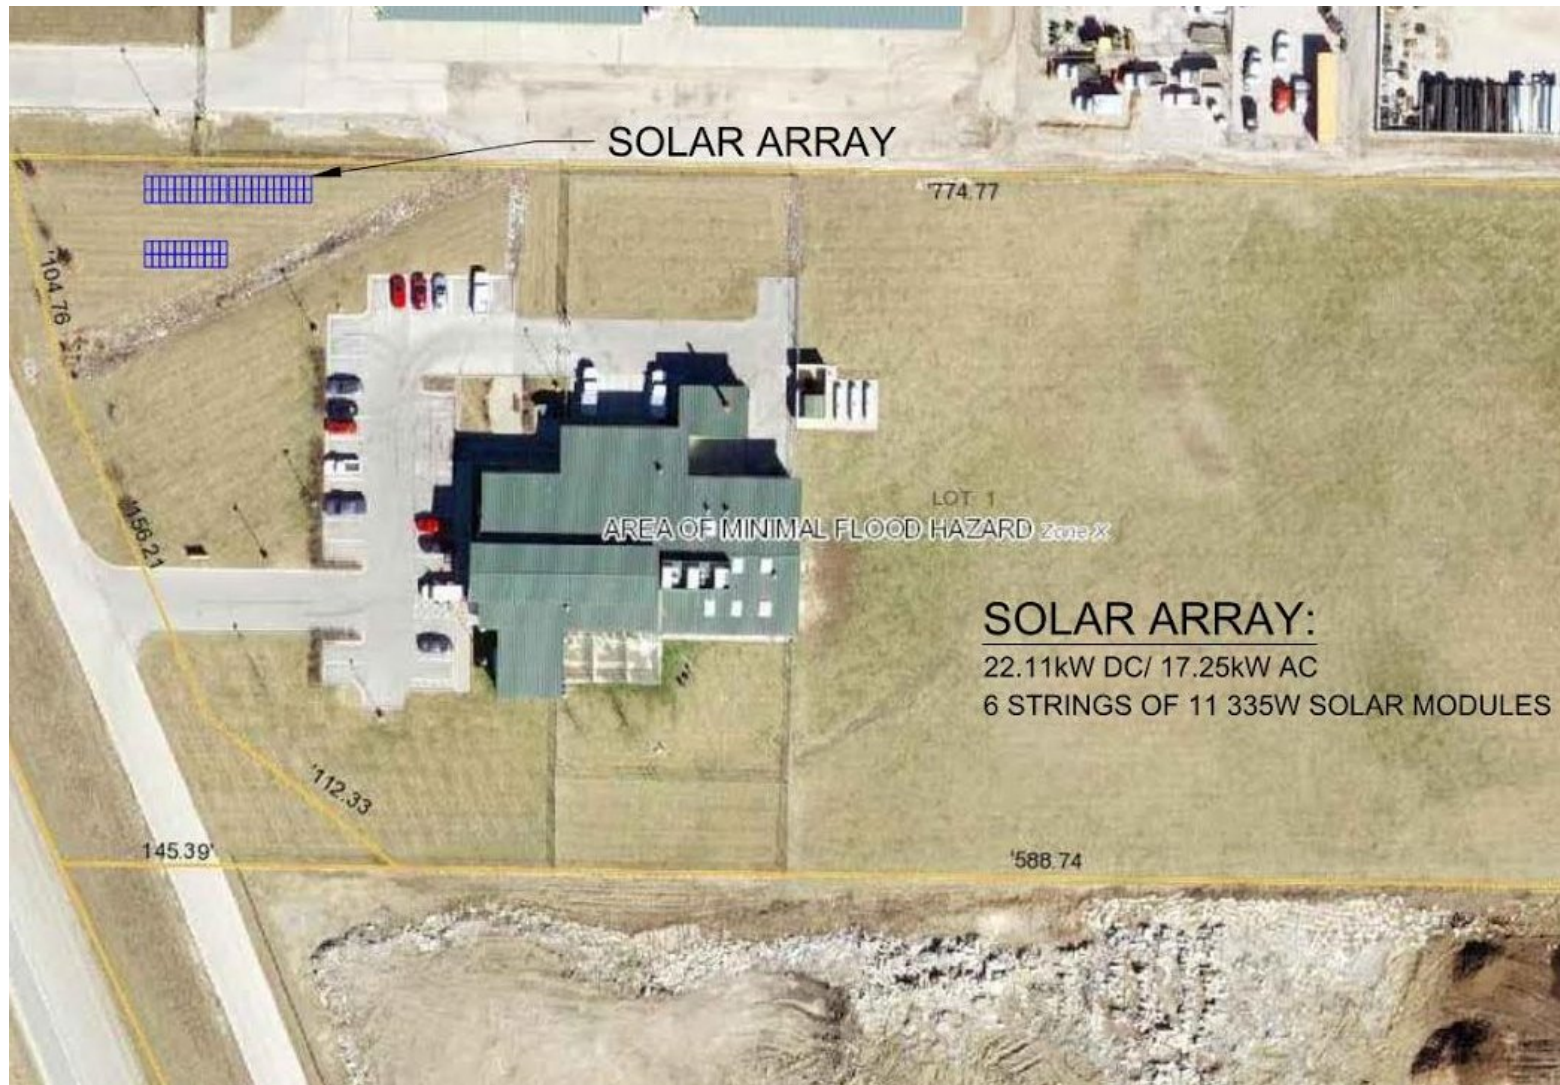 SOLAR ARRAY
'774.77
'104.76
LOT 1
AREA OF MINIMAL FLOOD HAZARD Zone X
'156.21
SOLAR ARRAY:
22.11kW DC/ 17.25kW AC
6 STRINGS OF 11 335W SOLAR MODULES
'112.33
145.39'
'588.74